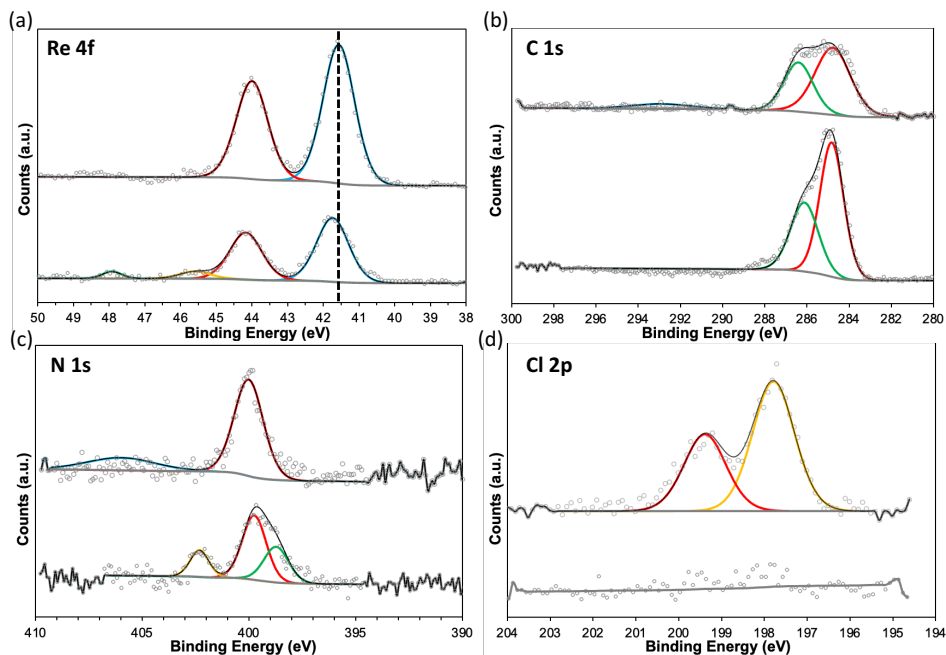 (a)
Re 4f
Counts (a.u.)
50 49 48 47 46 45 44 43 42 41 40 39 38
Binding Energy (eV)
(b)
C 1s
Counts (a.u.)
300 298 296 294 292 290 288 286 284 282 280
Binding Energy (eV)
(c)
N 1s
Counts (a.u.)
410 405 400 395 390
Binding Energy (eV)
(d)
Cl 2p
Counts (a.u.)
204 203 202 201 200 199 198 197 196 195 194
Binding Energy (eV)